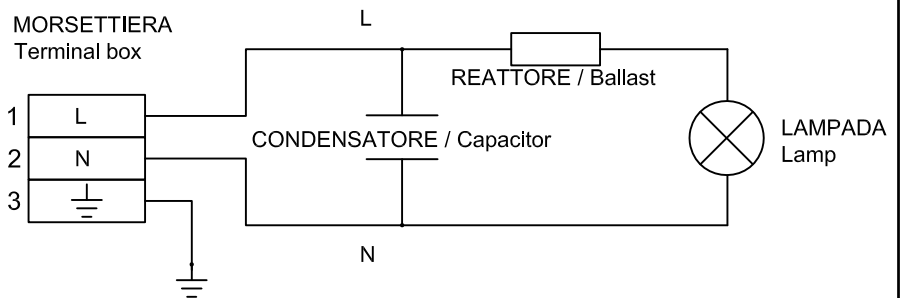 MORSETTIERA
Terminal box
L
REATTORE / Ballast
1 L
CONDENSATORE / Capacitor
LAMPADA
Lamp
2 N
3
N